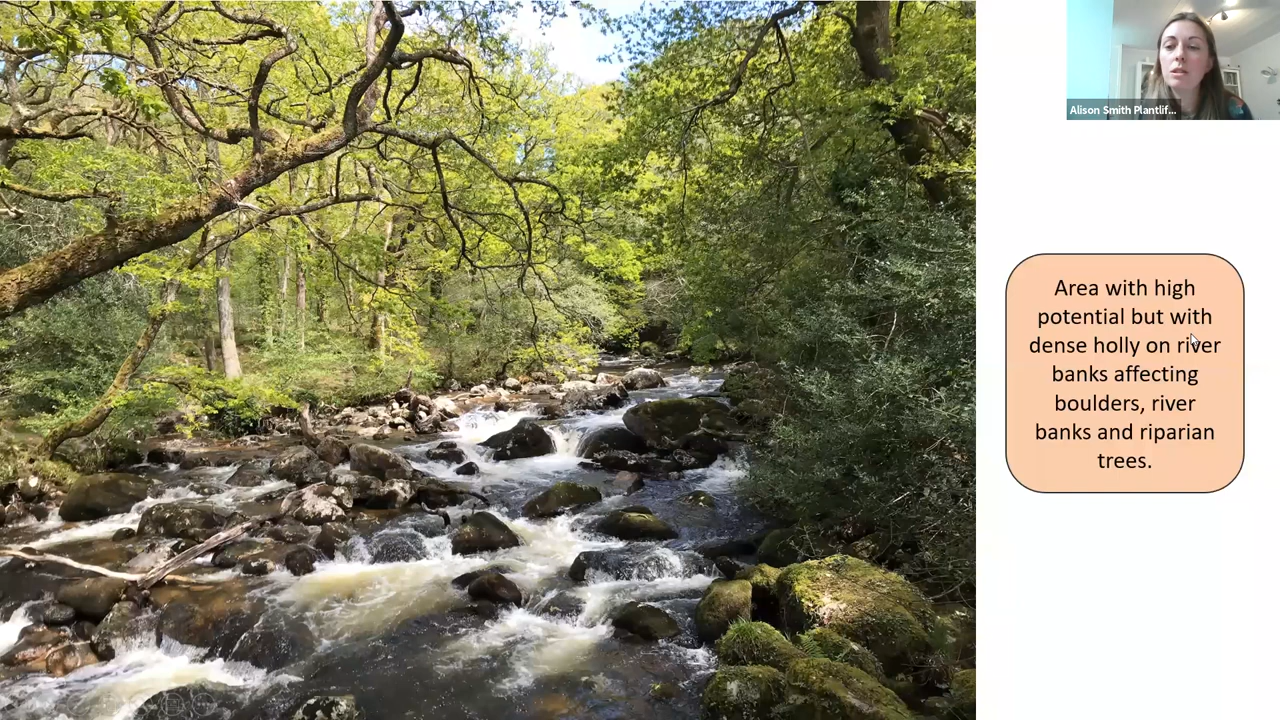 Alison Smith Plantlif...
Area with high
potential but with
dense holly on river
banks affecting
boulders, river
banks and riparian
trees.